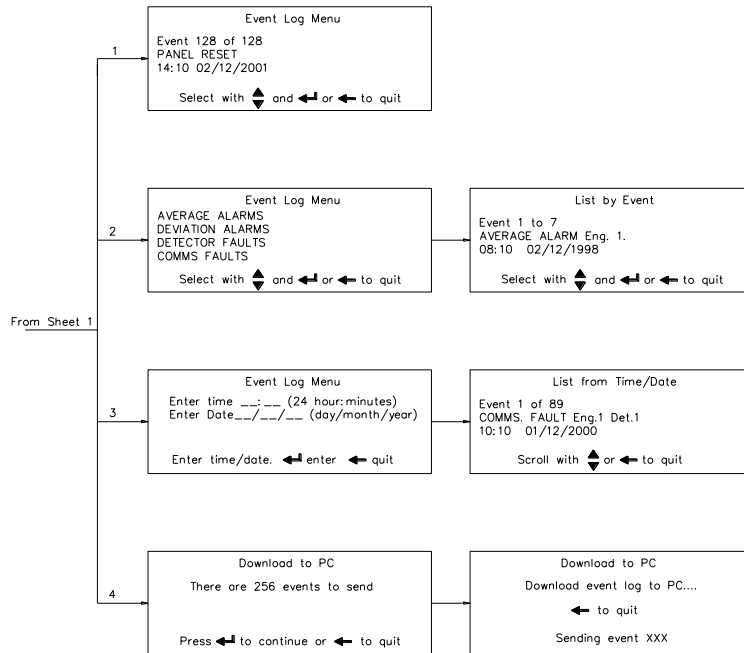 Event Log Menu
Event 128 of 128
PANEL RESET
14:10 02/12/2001
Select with and or to quit
1
Event Log Menu
AVERAGE ALARMS
DEVIATION ALARMS
DETECTOR FAULTS
COMMS FAULTS
Select with and or to quit
2
List by Event
Event 1 to 7
AVERAGE ALARM Eng. 1.
08:10 02/12/1998
Select with and or to quit
From Sheet 1
Event Log Menu
Enter time __:__ (24 hour:minutes)
Enter Date__/__/__ (day/month/year)
Enter time/date. enter quit
3
List from Time/Date
Event 1 of 89
COMMS. FAULT Eng.1 Det.1
10:10 01/12/2000
Scroll with or to quit
4
Download to PC
There are 256 events to send
Press to continue or to quit
Download to PC
Download event log to PC....
to quit
Sending event XXX